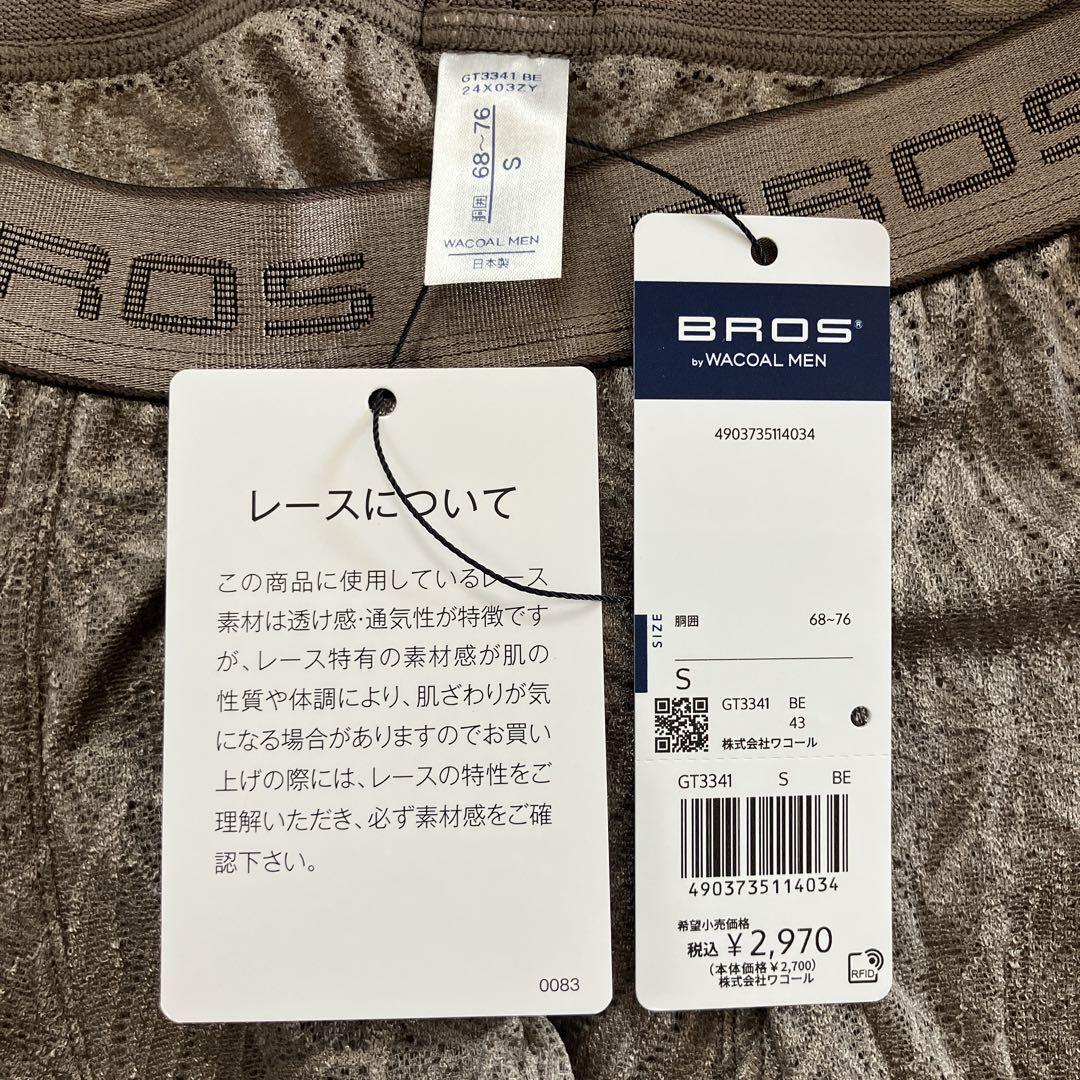 GT3341 BE
24X03ZY
胴囲 68～76
S
WACOAL MEN
日本製
BROS
BROS
レースについて
この商品に使用しているレース
素材は透け感・通気性が特徴です
が、レース特有の素材感が肌の
性質や体調により、肌ざわりが気
になる場合がありますのでお買い
上げの際には、レースの特性をご
理解いただき、必ず素材感をご確
認下さい。
0083
BROS®
by WACOAL MEN
4903735114034
SIZE
胴囲 68~76
S
GT3341 BE
43
株式会社ワコール
GT3341 S BE
4903735114034
希望小売価格
税込 ¥2,970
(本体価格¥2,700)
株式会社ワコール
RFID